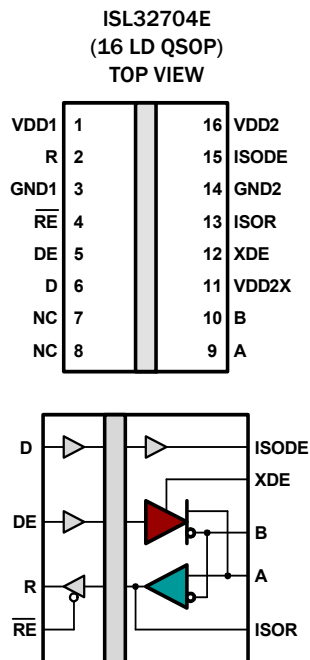 ISL32704E
(16 LD QSOP)
TOP VIEW
VDD1 1 16 VDD2
R 2 15 ISODE
GND1 3 14 GND2
RE 4 13 ISOR
DE 5 12 XDE
D 6 11 VDD2X
NC 7 10 B
NC 8 9 A
D ISODE
XDE
DE B
A
R
RE ISOR